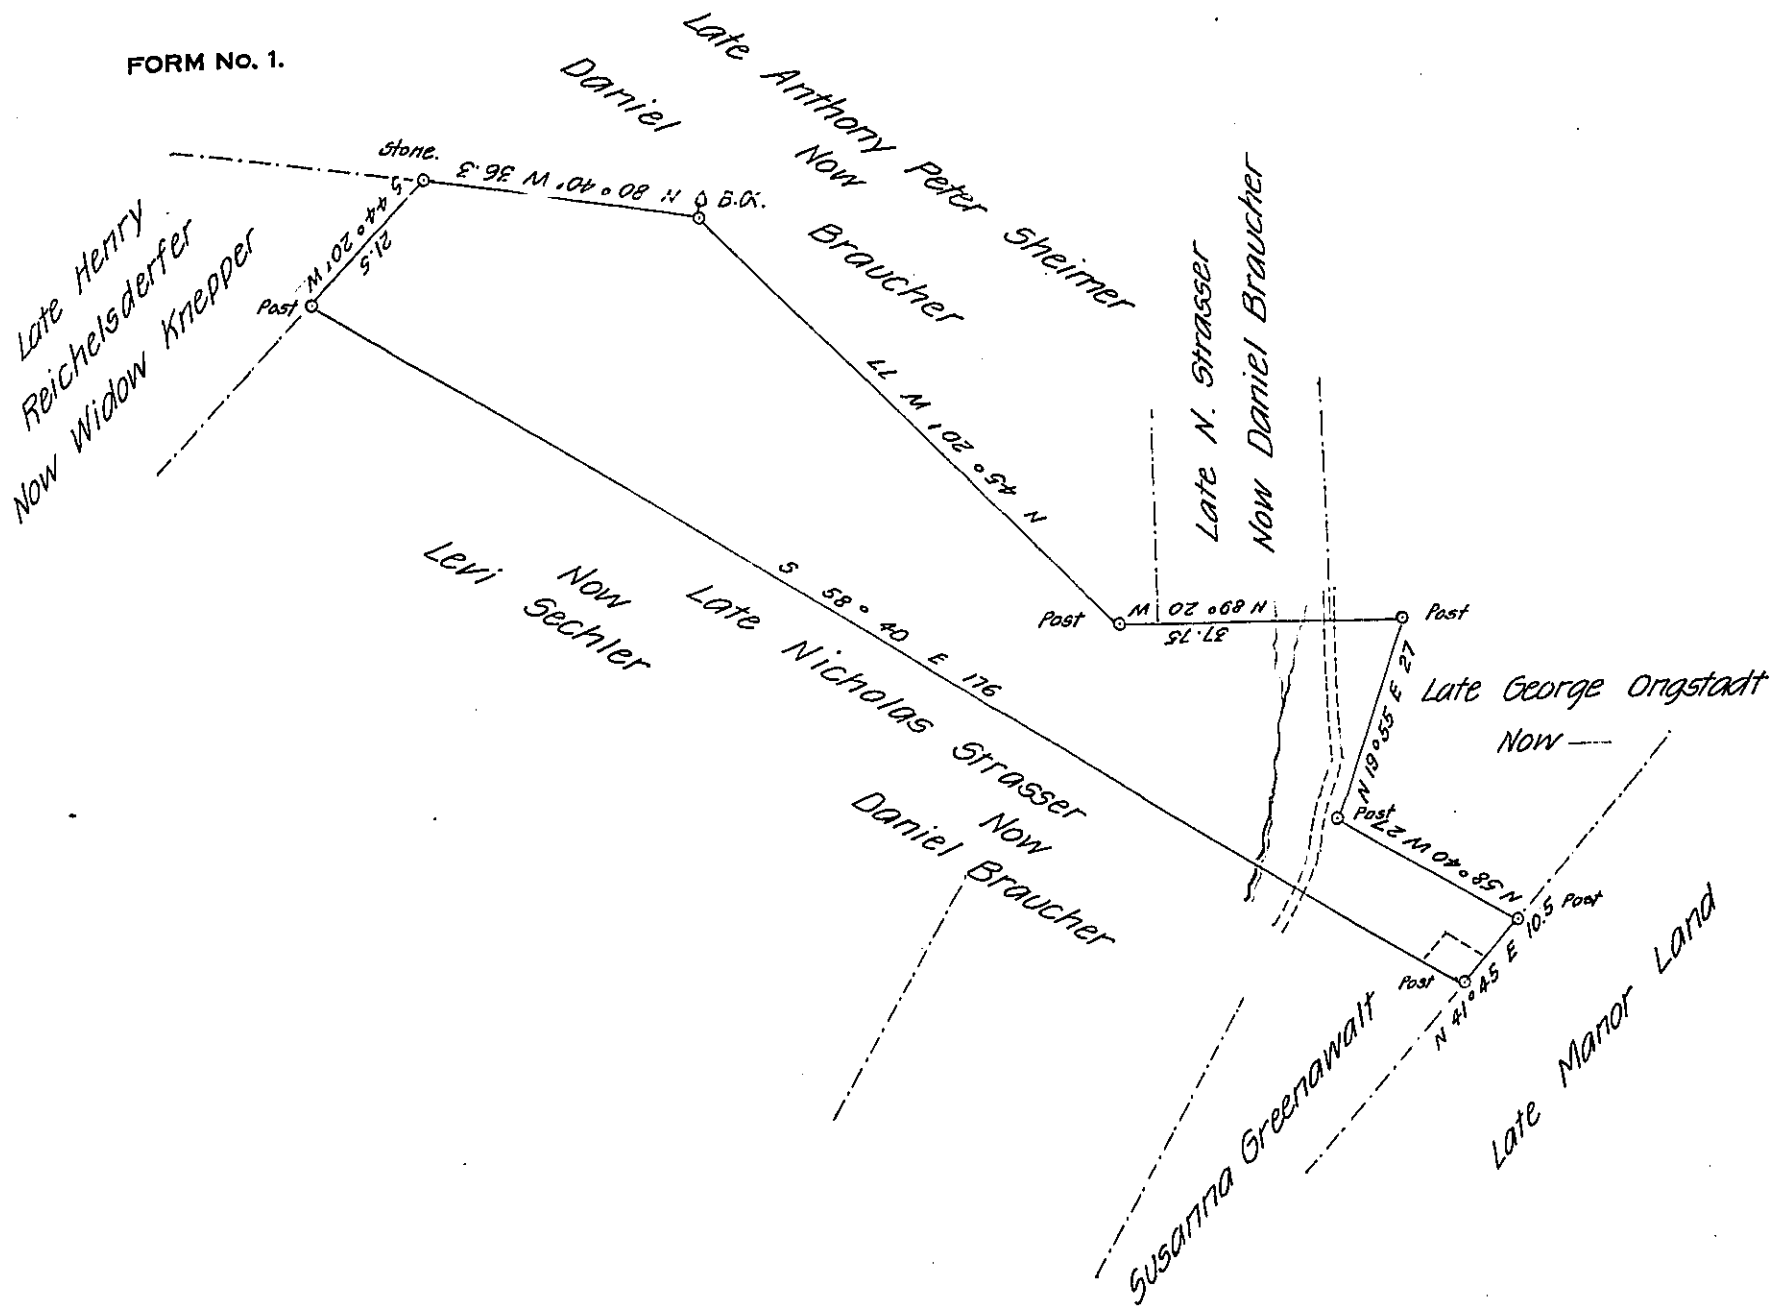 FORM No. 1.
Late Anthony Peter Sheimer
Now
Daniel Braucher
Stone.
N 80° 40' W 36.3
B.O.
S 44° 20' W
21.5
Post
Late Henry
Reichelsderfer
Now Widow Knepper
N 45° 20' W 77
Late N. Strasser
Now Daniel Braucher
Post
N 89° 20 W
37.75
Post
N 19° 55 E 27
Late George Ongstadt
Now —
Post
N 58° 40 W 27
Post
N 41° 45 E 10.5
Post
S 58° 40 E 176
Now
Levi Sechler
Late Nicholas Strasser
Now
Daniel Braucher
Susanna Greenawalt
Late Manor Land